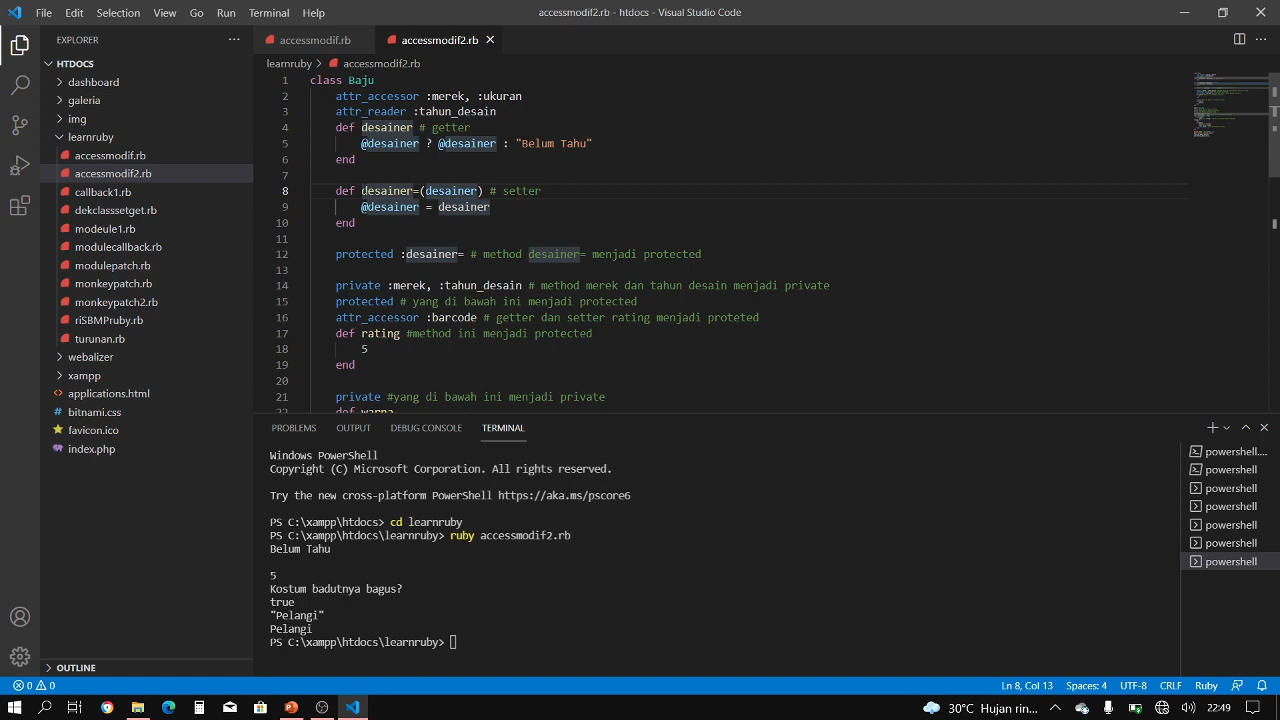 File Edit Selection View Go Run Terminal Help
accessmodif2.rb - htdocs - Visual Studio Code
EXPLORER
HTDOCS
dashboard
galeria
img
learnruby
accessmodif.rb
accessmodif2.rb
callback1.rb
dekclasssetget.rb
modeule1.rb
modulecallback.rb
modulepatch.rb
monkeypatch.rb
monkeypatch2.rb
riSBMPruby.rb
turunan.rb
webalizer
xampp
applications.html
bitnami.css
favicon.ico
index.php
OUTLINE
accessmodif.rb
accessmodif2.rb
learnruby > accessmodif2.rb
1 class Baju
2 attr_accessor :merek, :ukuran
3 attr_reader :tahun_desain
4 def desainer # getter
5 @desainer ? @desainer : "Belum Tahu"
6 end
7
8 def desainer=(desainer) # setter
9 @desainer = desainer
10 end
11
12 protected :desainer= # method desainer= menjadi protected
13
14 private :merek, :tahun_desain # method merek dan tahun desain menjadi private
15 protected # yang di bawah ini menjadi protected
16 attr_accessor :barcode # getter dan setter rating menjadi proteted
17 def rating #method ini menjadi protected
18 5
19 end
20
21 private #yang di bawah ini menjadi private
22 def warna
PROBLEMS OUTPUT DEBUG CONSOLE TERMINAL
Windows PowerShell
Copyright (C) Microsoft Corporation. All rights reserved.
Try the new cross-platform PowerShell https://aka.ms/pscore6
PS C:\xampp\htdocs> cd learnruby
PS C:\xampp\htdocs\learnruby> ruby accessmodif2.rb
Belum Tahu
5
Kostum badutnya bagus?
true
"Pelangi"
Pelangi
PS C:\xampp\htdocs\learnruby>
powershell....
powershell
powershell
powershell
powershell
powershell
powershell
0 0
Ln 8, Col 13 Spaces: 4 UTF-8 CRLF Ruby
30°C Hujan rin... 22:49